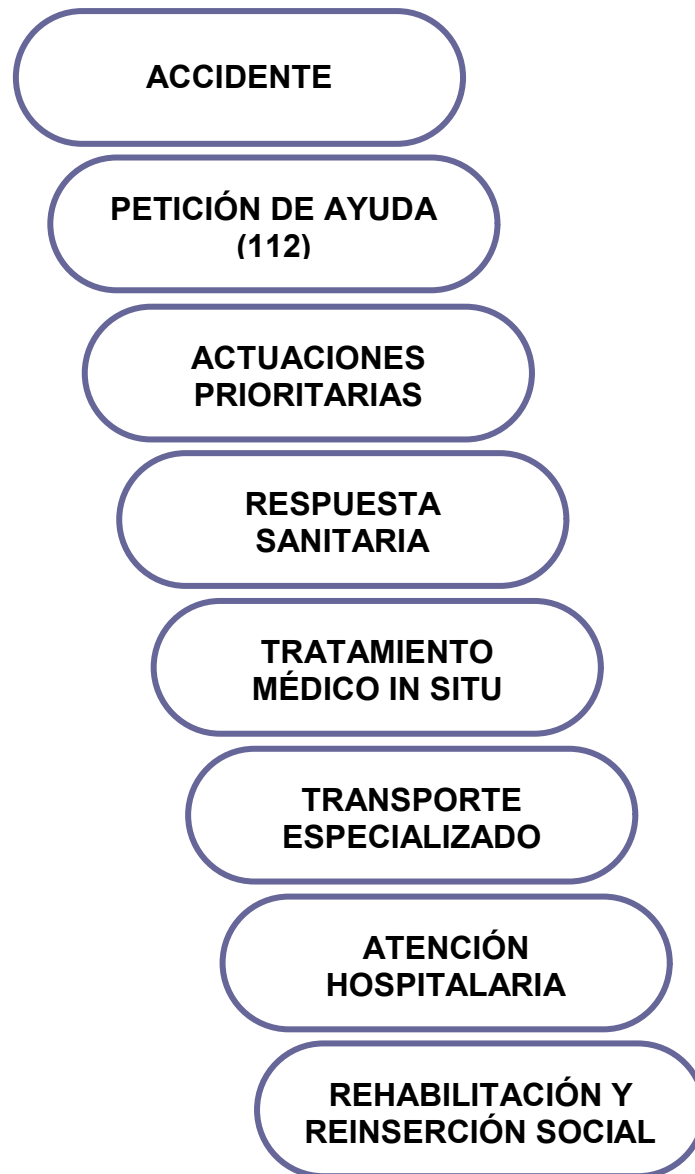 ACCIDENTE
PETICIÓN DE AYUDA
(112)
ACTUACIONES
PRIORITARIAS
RESPUESTA
SANITARIA
TRATAMIENTO
MÉDICO IN SITU
TRANSPORTE
ESPECIALIZADO
ATENCIÓN
HOSPITALARIA
REHABILITACIÓN Y
REINSERCIÓN SOCIAL